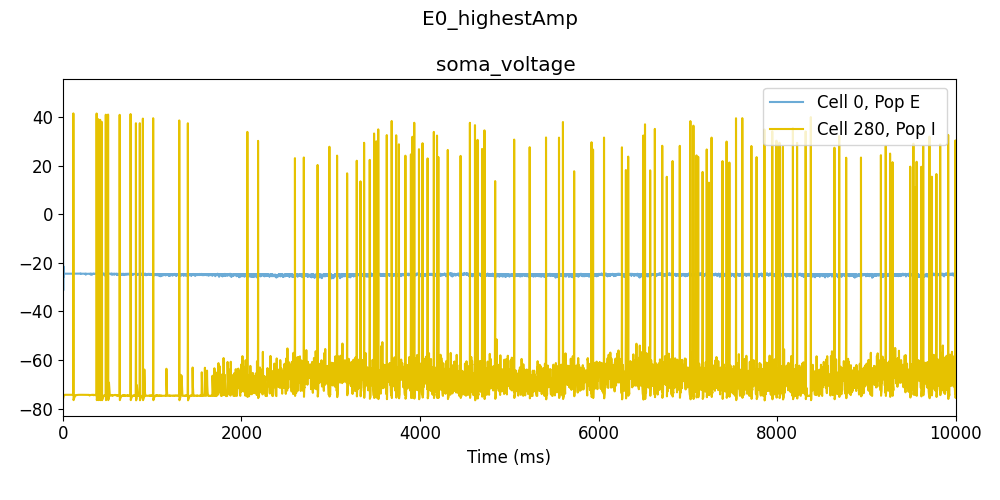 E0_highestAmp
soma_voltage
Cell 0, Pop E
Cell 280, Pop I
40
20
0
−20
−40
−60
−80
0 2000 4000 6000 8000 10000
Time (ms)